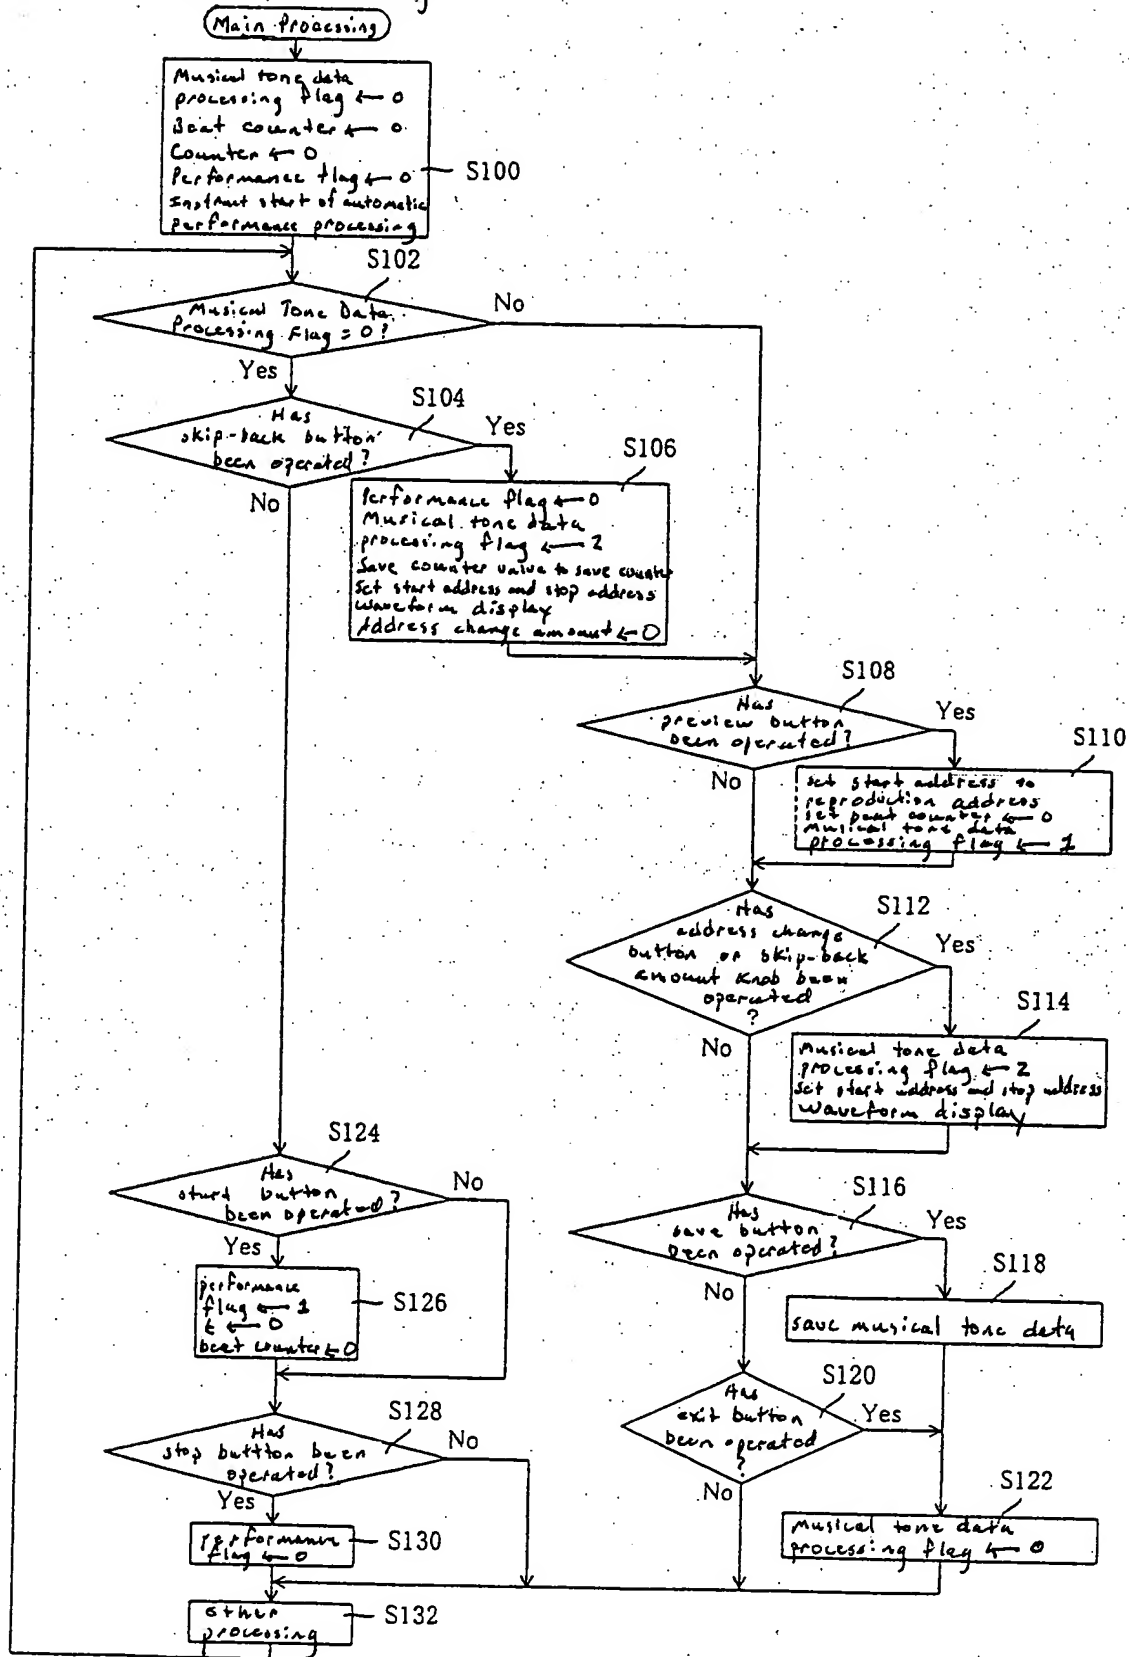 Main Processing
Musical tone data
processing flag ← 0
Beat counter ← 0
Counter ← 0
Performance flag ← 0
Instruct start of automatic
performance processing
S100
S102
Musical Tone Data
Processing Flag = 0?
No
Yes
S104
Has
skip-back button
been operated?
Yes
No
S106
Performance flag ← 0
Musical tone data
processing flag ← 2
Save counter value to save counter
Set start address and stop address
waveform display
Address change amount ← 0
S108
Has
preview button
been operated?
Yes
No
S110
set start address to
reproduction address
set beat counter ← 0
musical tone data
processing flag ← 1
S112
Has
address change
button or skip-back
amount knob been
operated
?
Yes
No
S114
Musical tone data
processing flag ← 2
Set start address and stop address
waveform display
S124
Has
start button
been operated?
No
Yes
S116
Has
save button
been operated?
Yes
No
S126
performance
flag ← 1
t ← 0
beat counter ← 0
S118
save musical tone data
S120
Has
exit button
been operated
?
Yes
No
S128
Has
stop buttton been
operated?
No
Yes
S122
Musical tone data
processing flag ← 0
S130
performance
flag ← 0
S132
other
processing